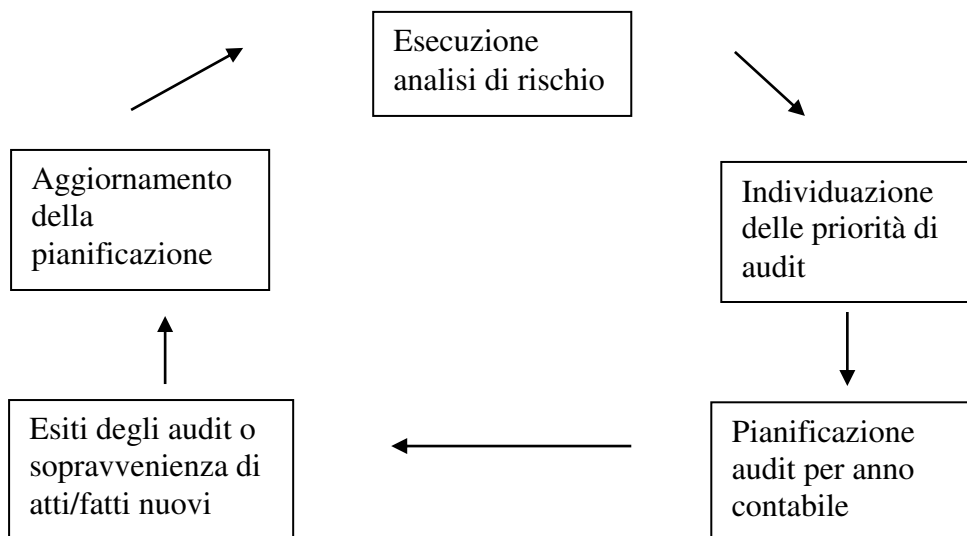 Esecuzione
analisi di rischio
Aggiornamento
della
pianificazione
Individuazione
delle priorità di
audit
Esiti degli audit o
sopravvenienza di
atti/fatti nuovi
Pianificazione
audit per anno
contabile